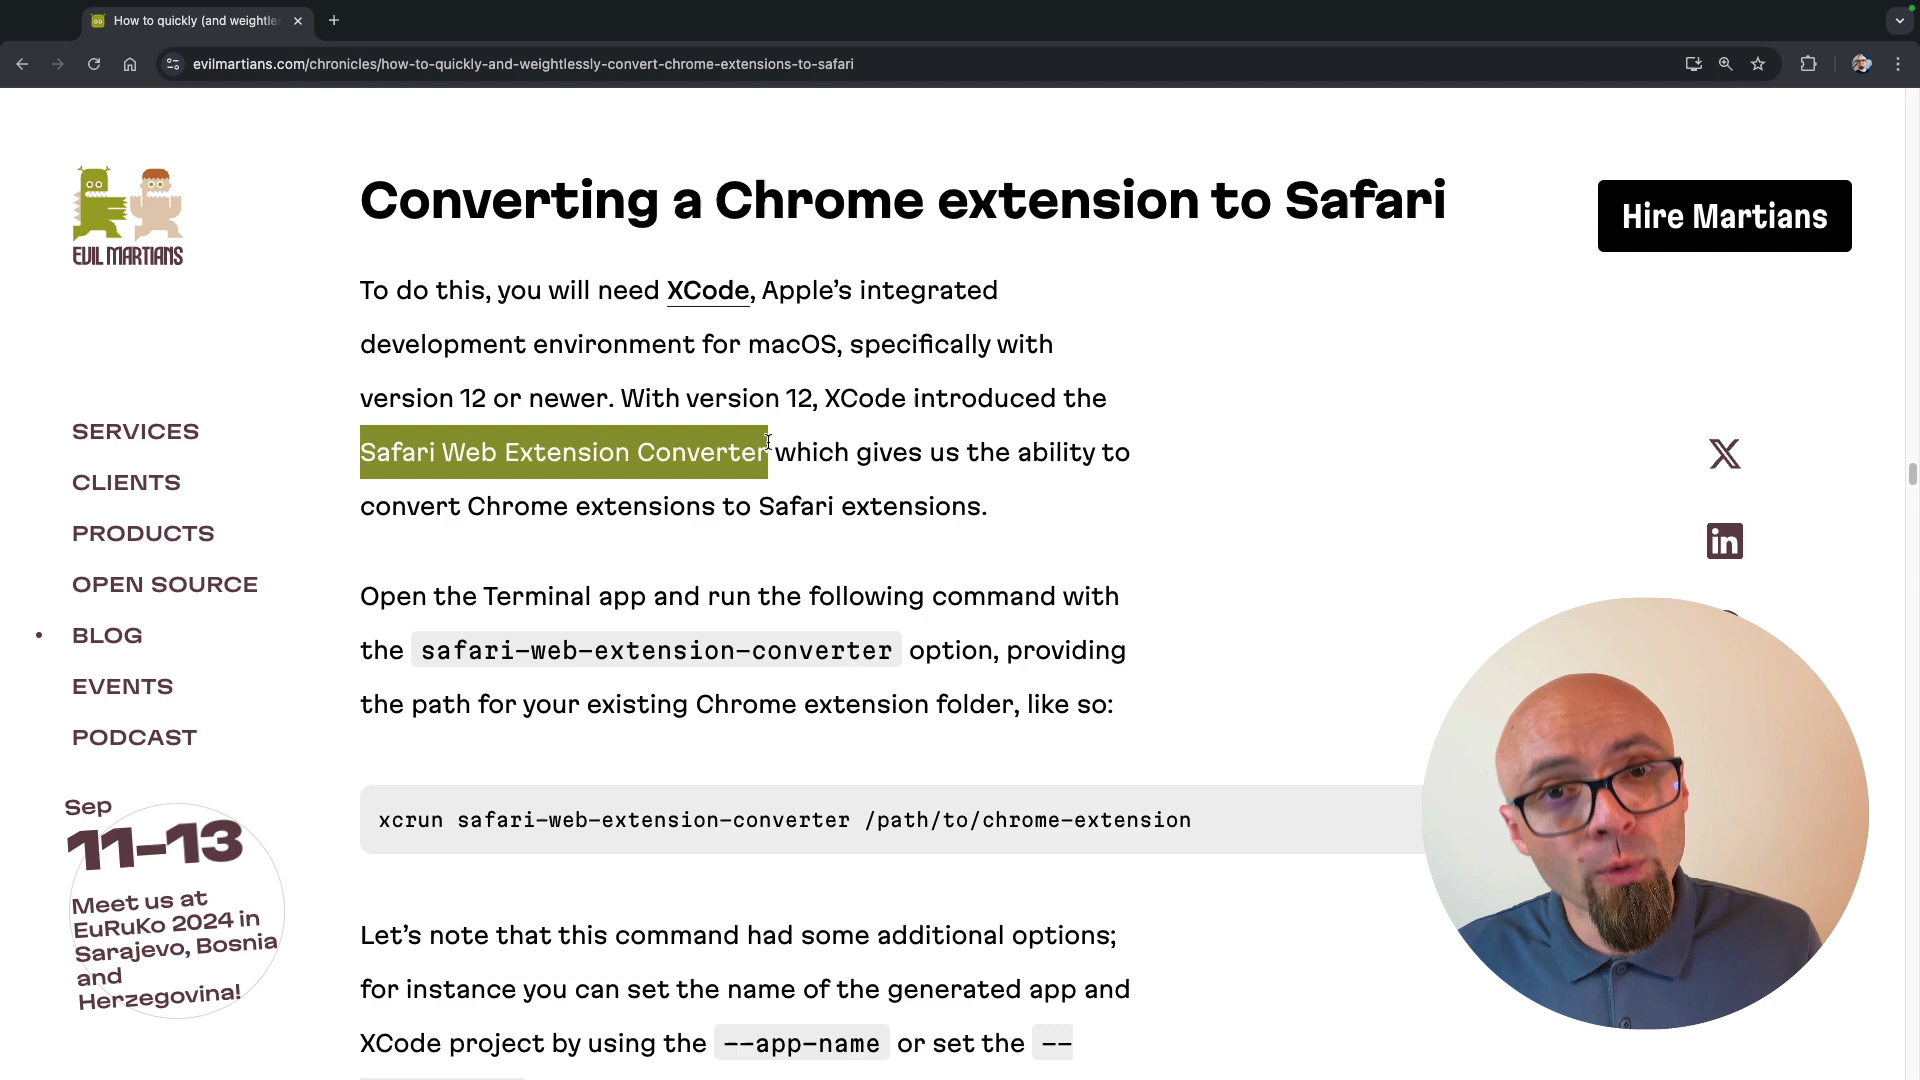 How to quickly (and weightle
evilmartians.com/chronicles/how-to-quickly-and-weightlessly-convert-chrome-extensions-to-safari
EVIL MARTIANS
Converting a Chrome extension to Safari
Hire Martians
To do this, you will need XCode, Apple’s integrated
development environment for macOS, specifically with
version 12 or newer. With version 12, XCode introduced the
Safari Web Extension Converter which gives us the ability to
convert Chrome extensions to Safari extensions.
SERVICES
CLIENTS
PRODUCTS
OPEN SOURCE
BLOG
EVENTS
PODCAST
Open the Terminal app and run the following command with
the safari-web-extension-converter option, providing
the path for your existing Chrome extension folder, like so:
xcrun safari-web-extension-converter /path/to/chrome-extension
Sep
11–13
Meet us at
EuRuKo 2024 in
Sarajevo, Bosnia
and
Herzegovina!
Let’s note that this command had some additional options;
for instance you can set the name of the generated app and
XCode project by using the --app-name or set the --